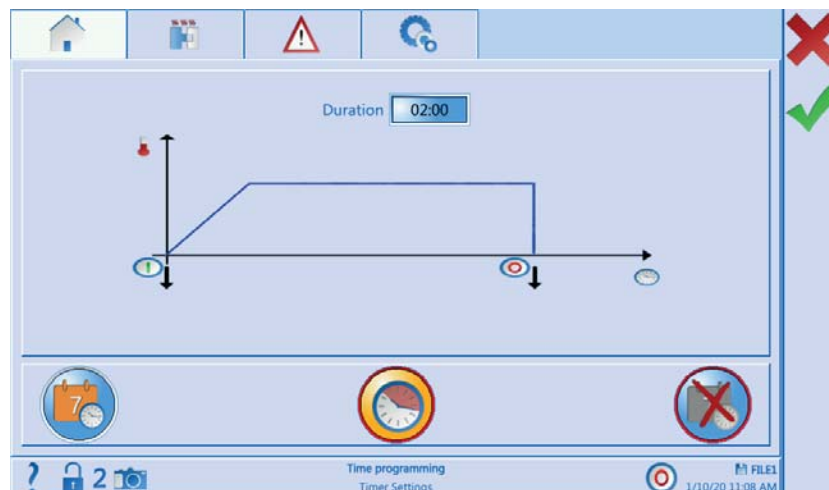 Duration 02:00
7
2
Time programming
FILE1
Timer Settings
1/10/20 11:08 AM